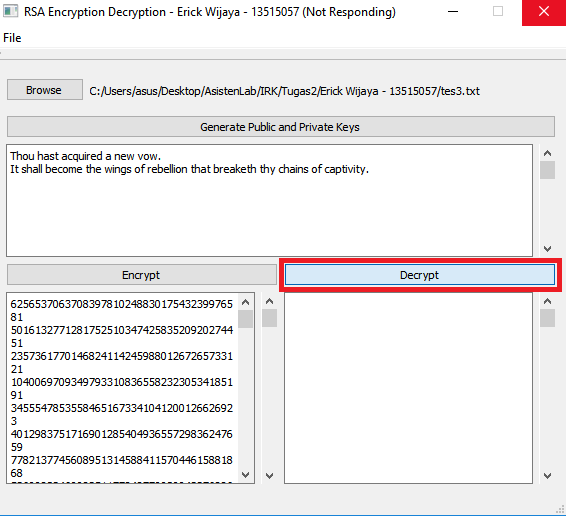 RSA Encryption Decryption - Erick Wijaya - 13515057 (Not Responding)
File
Browse
C:/Users/asus/Desktop/AsistenLab/IRK/Tugas2/Erick Wijaya - 13515057/tes3.txt
Generate Public and Private Keys
Thou hast acquired a new vow.
It shall become the wings of rebellion that breaketh thy chains of captivity.
Encrypt
Decrypt
6256537063708397810248830175432399765
81
5016132771281752510347425835209202744
51
2357361770146824114245988012672657331
21
1040069709349793310836558232305341851
91
3455547853558465167334104120012662692
3
4012983751716901285404936557298362476
59
7782137745608951314588411570446158818
68